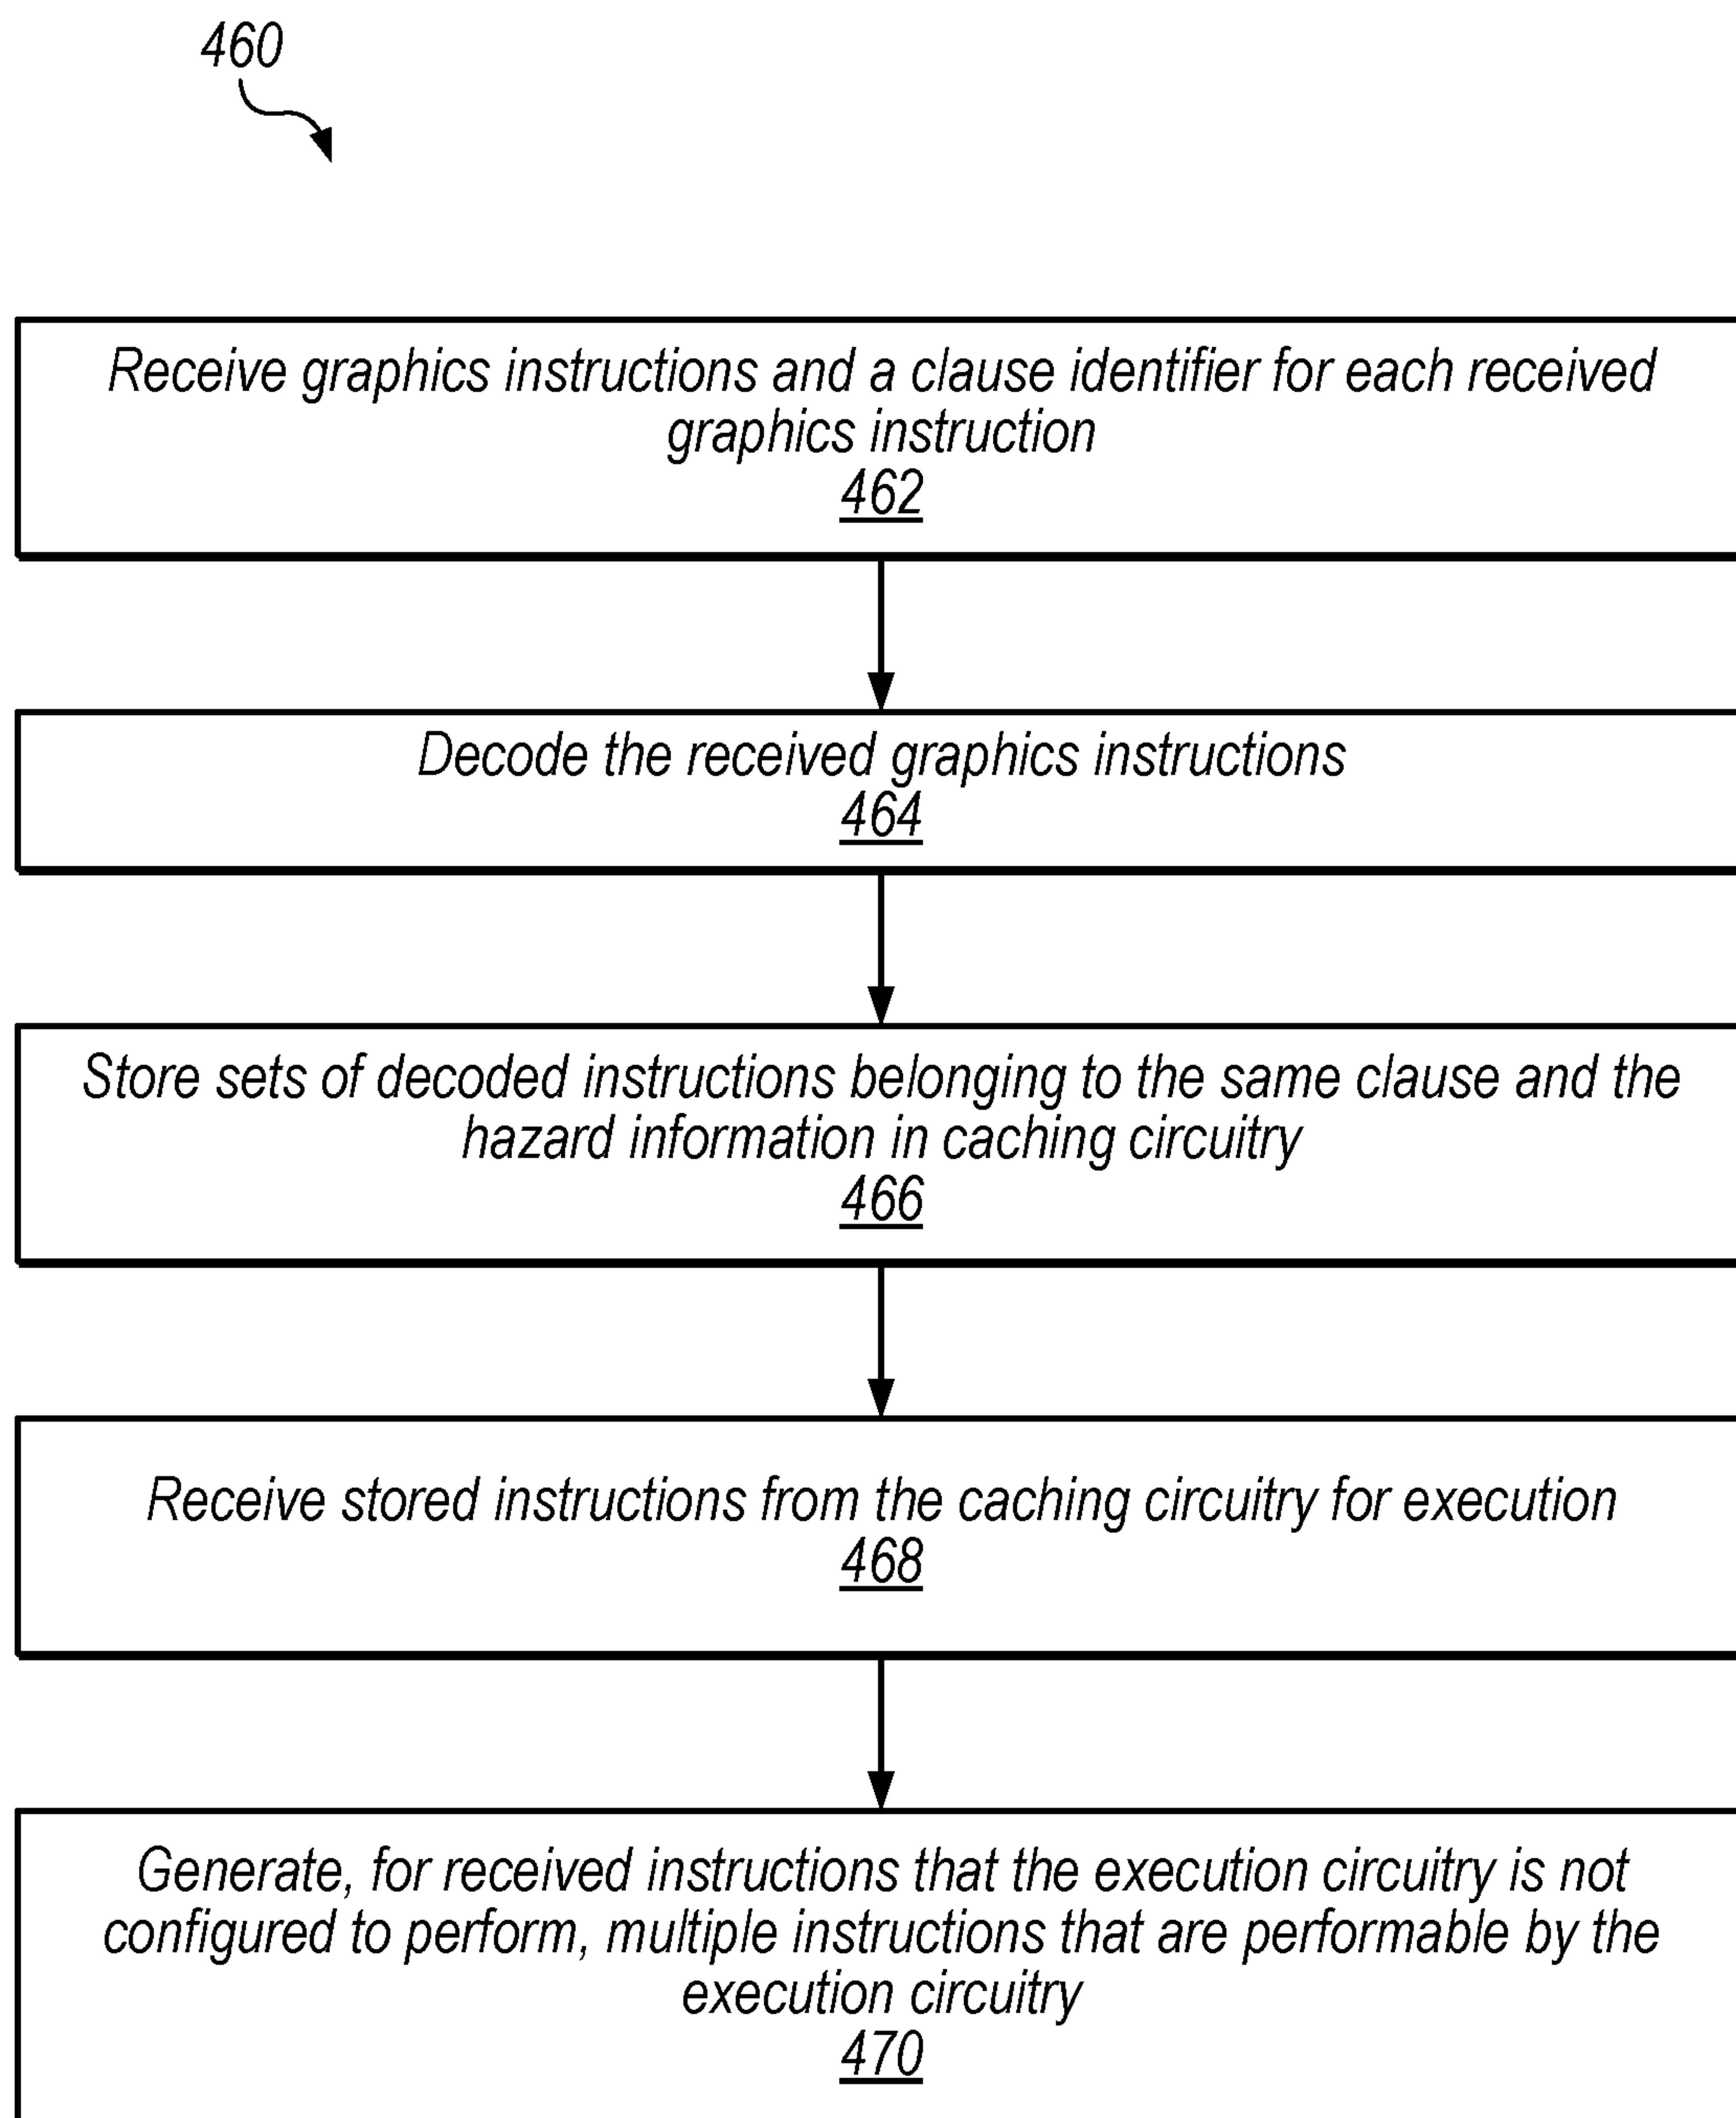 460
Receive graphics instructions and a clause identifier for each received
graphics instruction
462
Decode the received graphics instructions
464
Store sets of decoded instructions belonging to the same clause and the
hazard information in caching circuitry
466
Receive stored instructions from the caching circuitry for execution
468
Generate, for received instructions that the execution circuitry is not
configured to perform, multiple instructions that are performable by the
execution circuitry
470